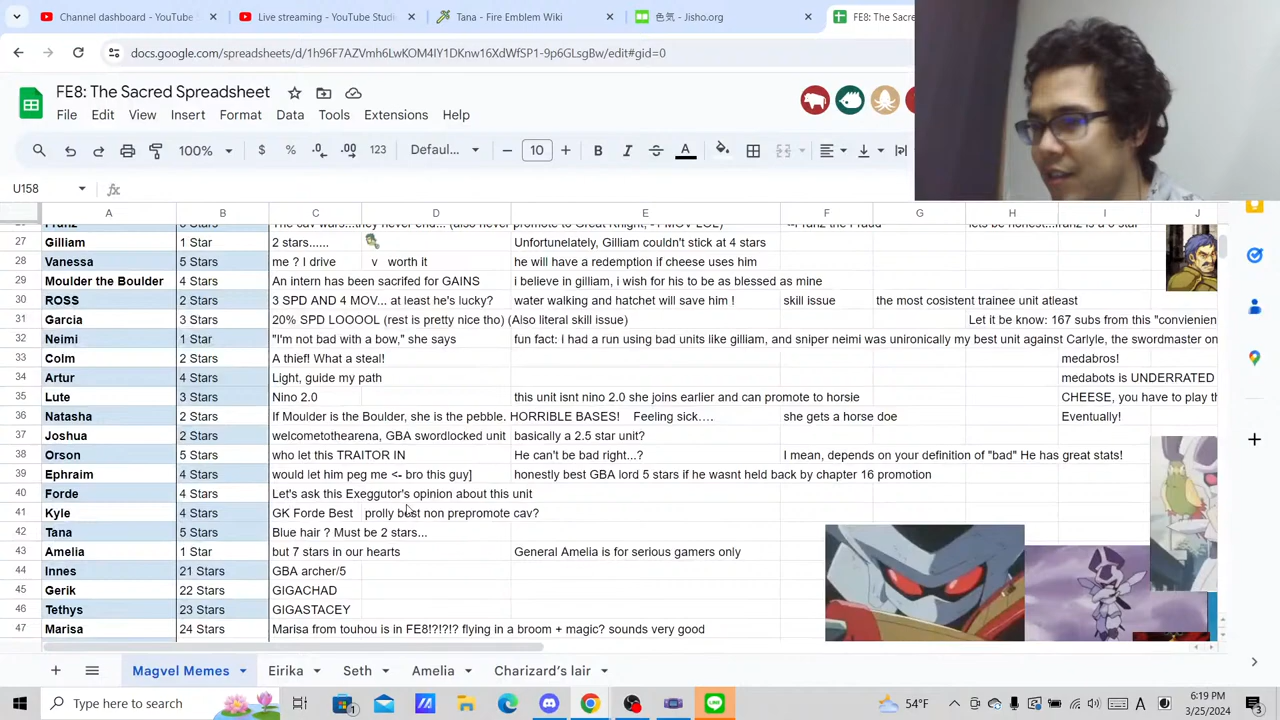 Channel dashboard - YouTube S
Live streaming - YouTube Studi
Tana - Fire Emblem Wiki
色気 - Jisho.org
FE8: The Sacred Spreadshee
docs.google.com/spreadsheets/d/1h96F7AZVmh6LwKOM4IY1DKnw16XdWfSP1-9p6GLsgBw/edit#gid=0
FE8: The Sacred Spreadsheet
File Edit View Insert Format Data Tools Extensions Help
100% $ % .0 .00 123 Defaul... 10 B I A
U158 fx
A B C D E F G H I J
27 Gilliam 1 Star 2 stars...... Unfortunelately, Gilliam couldn't stick at 4 stars
28 Vanessa 5 Stars me ? I drive v worth it he will have a redemption if cheese uses him
29 Moulder the Boulder 4 Stars An intern has been sacrifed for GAINS i believe in gilliam, i wish for his to be as blessed as mine
30 ROSS 2 Stars 3 SPD AND 4 MOV... at least he's lucky? water walking and hatchet will save him ! skill issue the most cosistent trainee unit atleast
31 Garcia 3 Stars 20% SPD LOOOOL (rest is pretty nice tho) (Also literal skill issue) Let it be know: 167 subs from this "convienien
32 Neimi 1 Star "I'm not bad with a bow," she says fun fact: i had a run using bad units like gilliam, and sniper neimi was unironically my best unit against Carlyle, the swordmaster on
33 Colm 2 Stars A thief! What a steal! medabros!
34 Artur 4 Stars Light, guide my path medabots is UNDERRATED
35 Lute 3 Stars Nino 2.0 this unit isnt nino 2.0 she joins earlier and can promote to horsie CHEESE, you have to play th
36 Natasha 2 Stars If Moulder is the Boulder, she is the pebble. HORRIBLE BASES! Feeling sick…. she gets a horse doe Eventually!
37 Joshua 2 Stars welcometothearena, GBA swordlocked unit basically a 2.5 star unit?
38 Orson 5 Stars who let this TRAITOR IN He can't be bad right...? I mean, depends on your definition of "bad" He has great stats!
39 Ephraim 4 Stars would let him peg me <- bro this guy] honestly best GBA lord 5 stars if he wasnt held back by chapter 16 promotion
40 Forde 4 Stars Let's ask this Exeggutor's opinion about this unit
41 Kyle 4 Stars GK Forde Best prolly best non prepromote cav?
42 Tana 5 Stars Blue hair ? Must be 2 stars...
43 Amelia 1 Star but 7 stars in our hearts General Amelia is for serious gamers only
44 Innes 21 Stars GBA archer/5
45 Gerik 22 Stars GIGACHAD
46 Tethys 23 Stars GIGASTACEY
47 Marisa 24 Stars Marisa from touhou is in FE8!?!?!? flying in a broom + magic? sounds very good
Magvel Memes Eirika Seth Amelia Charizard's lair
Type here to search
54°F
A
6:19 PM
3/25/2024
3